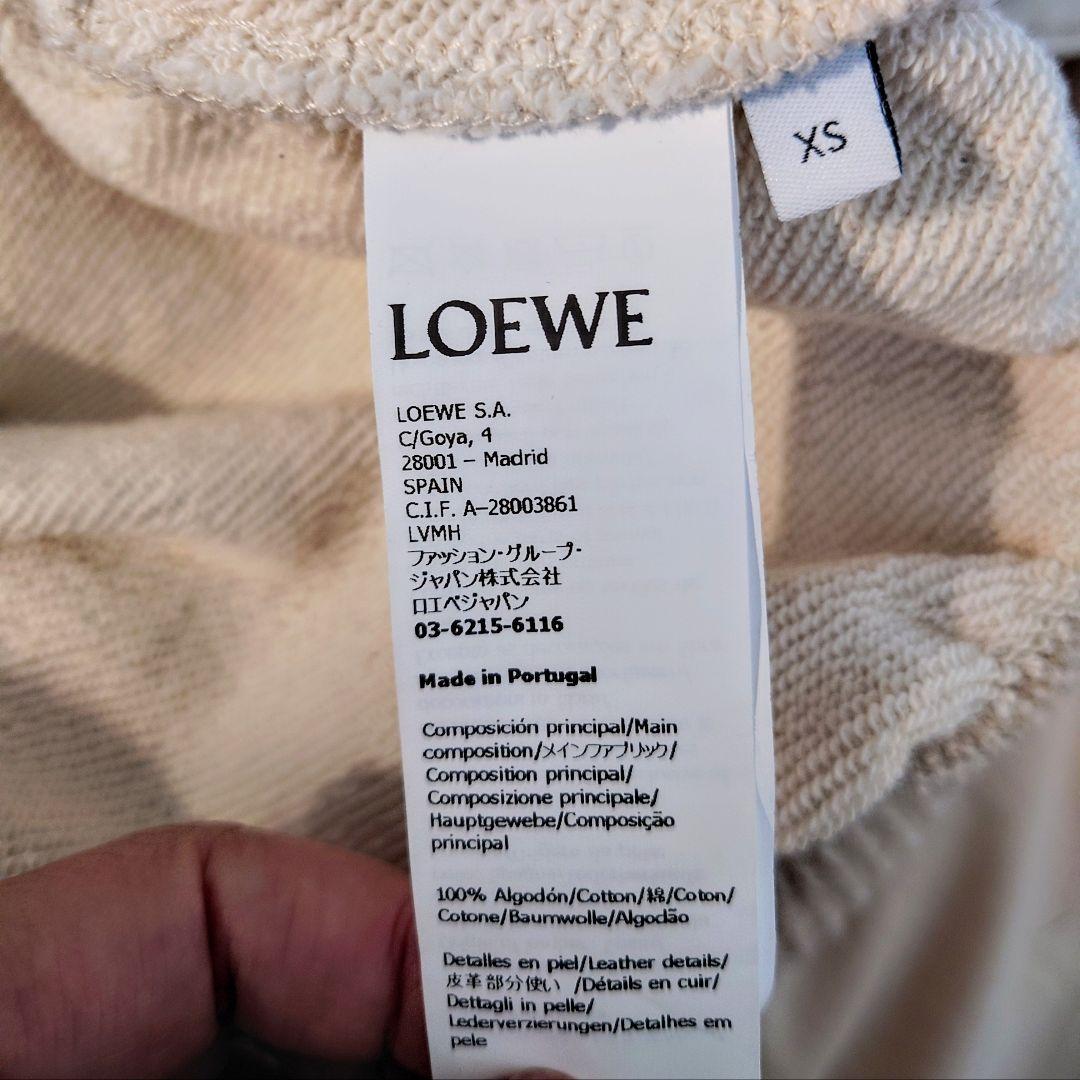 XS
LOEWE
LOEWE S.A.
C/Goya, 4
28001 – Madrid
SPAIN
C.I.F. A-28003861
LVMH
ファッション・グループ・
ジャパン株式会社
ロエベジャパン
03-6215-6116
Made in Portugal
Composición principal/Main
composition/メインファブリック/
Composition principal/
Composizione principale/
Hauptgewebe/Composição
principal
100% Algodón/Cotton/綿/Coton/
Cotone/Baumwolle/Algodão
Detalles en piel/Leather details/
皮革部分使い /Détails en cuir/
Dettagli in pelle/
Lederverzierungen/Detalhes em
pele